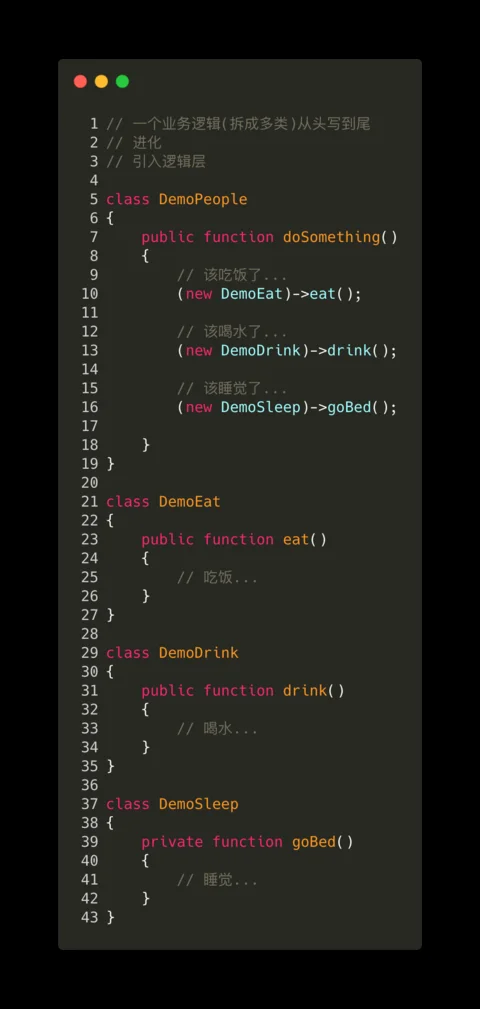 1 // 一个业务逻辑(拆成多类)从头写到尾
2 // 进化
3 // 引入逻辑层
4
5 class DemoPeople
6 {
7     public function doSomething()
8     {
9         // 该吃饭了...
10         (new DemoEat)->eat();
11
12         // 该喝水了...
13         (new DemoDrink)->drink();
14
15         // 该睡觉了...
16         (new DemoSleep)->goBed();
17
18     }
19 }
20
21 class DemoEat
22 {
23     public function eat()
24     {
25         // 吃饭...
26     }
27 }
28
29 class DemoDrink
30 {
31     public function drink()
32     {
33         // 喝水...
34     }
35 }
36
37 class DemoSleep
38 {
39     private function goBed()
40     {
41         // 睡觉...
42     }
43 }